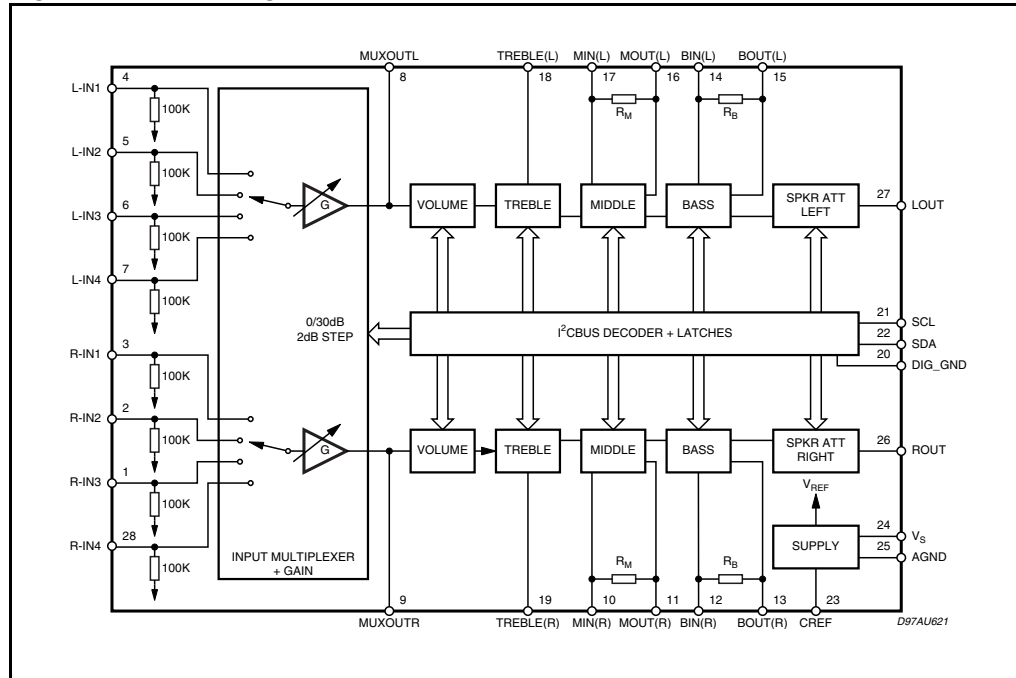 MUXOUTL TREBLE(L) MIN(L) MOUT(L) BIN(L) BOUT(L)
8 18 17 16 14 15
4
L-IN1
100K
R_M R_B
5
L-IN2
100K
6
L-IN3
G
VOLUME TREBLE MIDDLE BASS SPKR ATT LEFT
27
LOUT
100K
7
L-IN4
100K
0/30dB
2dB STEP
I²CBUS DECODER + LATCHES
21
SCL
22
SDA
20
DIG_GND
3
R-IN1
100K
2
R-IN2
100K
G
VOLUME TREBLE MIDDLE BASS SPKR ATT RIGHT
26
ROUT
1
R-IN3
100K
V_REF
28
R-IN4
100K
INPUT MULTIPLEXER
+ GAIN
SUPPLY
24
V_S
25
AGND
R_M R_B
9 19 10 11 12 13 23
MUXOUTR TREBLE(R) MIN(R) MOUT(R) BIN(R) BOUT(R) CREF
D97AU621